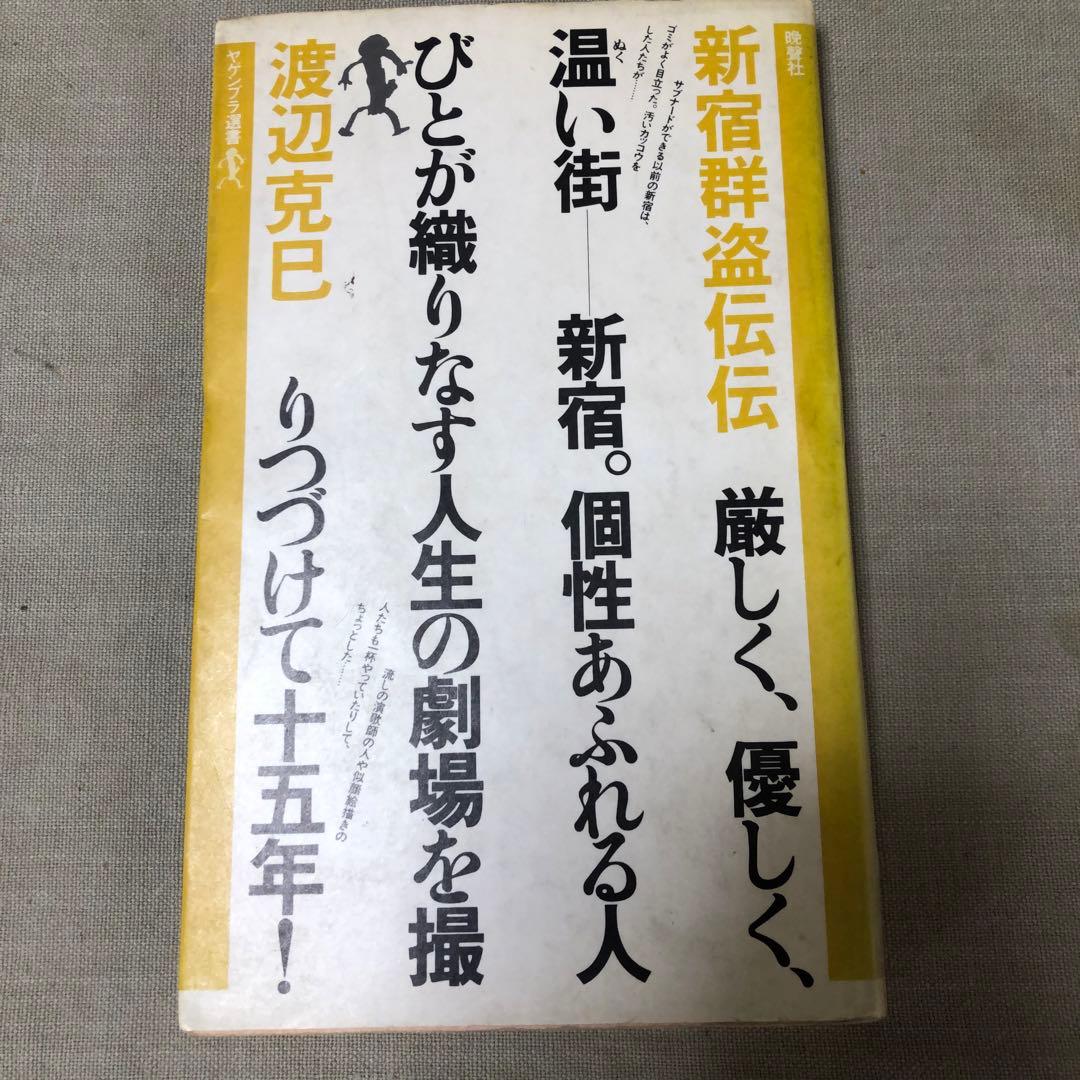 晩聲社
新宿群盗伝伝 厳しく、優しく、
サブナードができる以前の新宿は、
ゴミがよく目立った。汚いカッコウを
した人たちが……
ぬく
温い街――新宿。個性あふれる人
びとが織りなす人生の劇場を撮
流しの演歌師の人や似顔絵描きの
人たちも一杯やっていたりして、
ちょっとした……
渡辺克巳 りつづけて十五年!
ヤゲンブラ選書